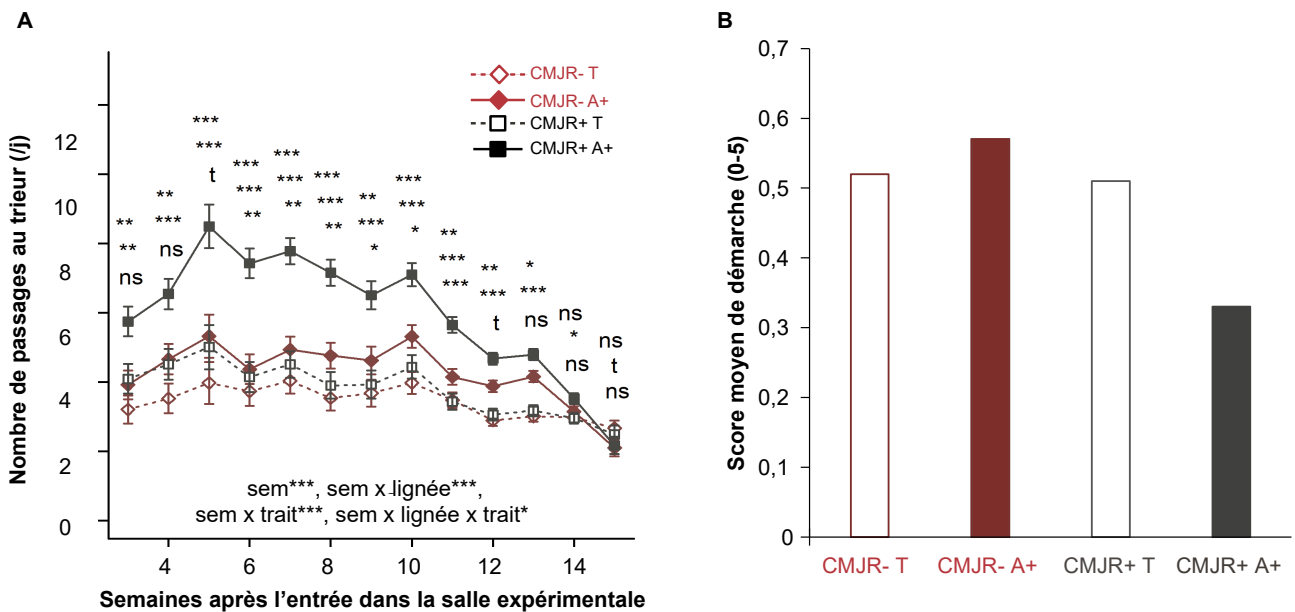 A
Nombre de passages au trieur (/j)
12
10
8
6
4
2
0
CMJR- T
CMJR- A+
CMJR+ T
CMJR+ A+
**
**
ns
**
***
ns
***
***
t
***
***
**
***
***
**
***
***
**
**
***
*
***
***
*
**
***
***
**
***
t
*
***
ns
ns
*
ns
ns
t
ns
sem***, sem x lignée***,
sem x trait***, sem x lignée x trait*
4
6
8
10
12
14
Semaines après l’entrée dans la salle expérimentale
B
Score moyen de démarche (0-5)
0,7
0,6
0,5
0,4
0,3
0,2
0,1
0
CMJR- T
CMJR- A+
CMJR+ T
CMJR+ A+